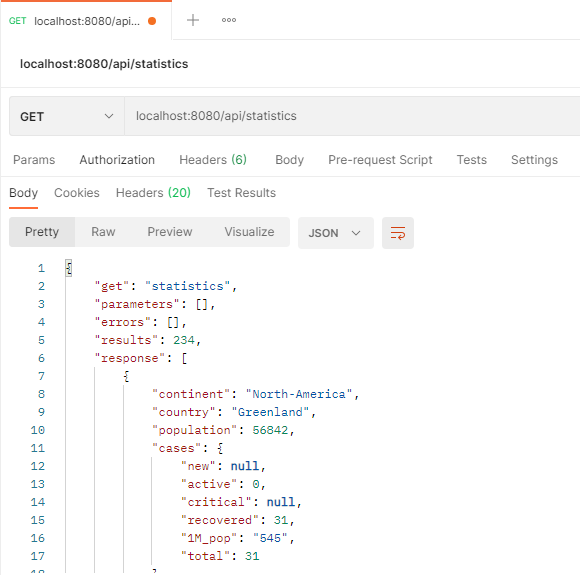 GET localhost:8080/api...
localhost:8080/api/statistics
GET localhost:8080/api/statistics
Params Authorization Headers (6) Body Pre-request Script Tests Settings
Body Cookies Headers (20) Test Results
Pretty Raw Preview Visualize JSON
1 {
2 "get": "statistics",
3 "parameters": [],
4 "errors": [],
5 "results": 234,
6 "response": [
7 {
8 "continent": "North-America",
9 "country": "Greenland",
10 "population": 56842,
11 "cases": {
12 "new": null,
13 "active": 0,
14 "critical": null,
15 "recovered": 31,
16 "1M_pop": "545",
17 "total": 31